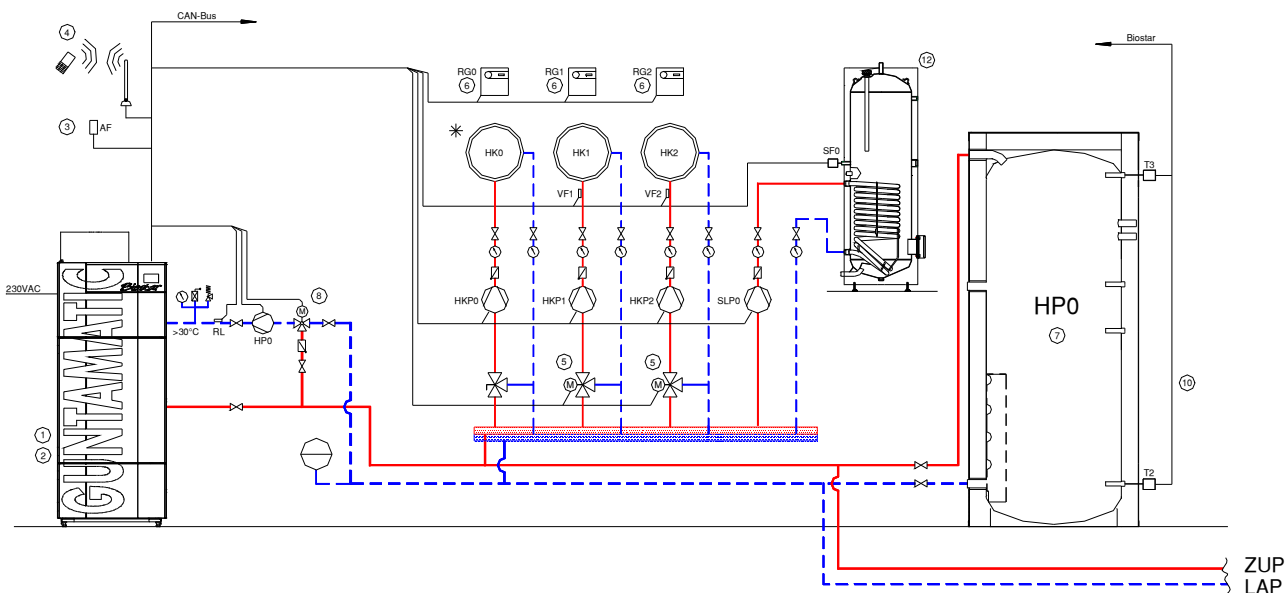 CAN-Bus
4
Biostar
12
RG0
RG1
RG2
6
6
6
3
AF
HK0
HK1
HK2
SF0
T3
VF1
VF2
230VAC
Biostar
GUNTAMATIC
8
M
>30°C
RL
HP0
HKP0
HKP1
HKP2
SLP0
HP0
7
5
5
M
M
10
1
2
T2
ZUP
LAP